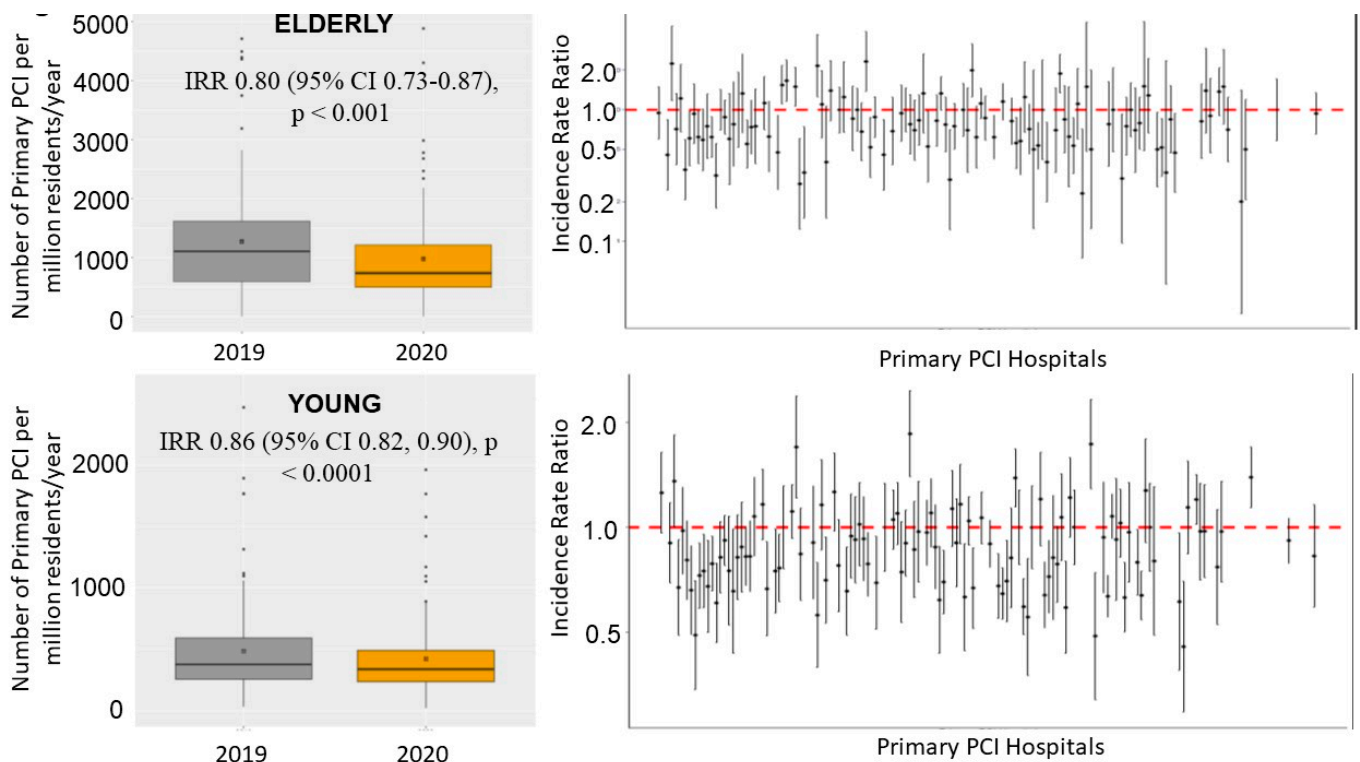 ELDERLY
IRR 0.80 (95% CI 0.73-0.87),
p < 0.001
Number of Primary PCI per
million residents/year
5000
4000
3000
2000
1000
0
2019
2020
Incidence Rate Ratio
2.0
1.0
0.5
0.2
0.1
Primary PCI Hospitals
YOUNG
IRR 0.86 (95% CI 0.82, 0.90), p
< 0.0001
Number of Primary PCI per
million residents/year
2000
1000
0
2019
2020
Incidence Rate Ratio
2.0
1.0
0.5
Primary PCI Hospitals